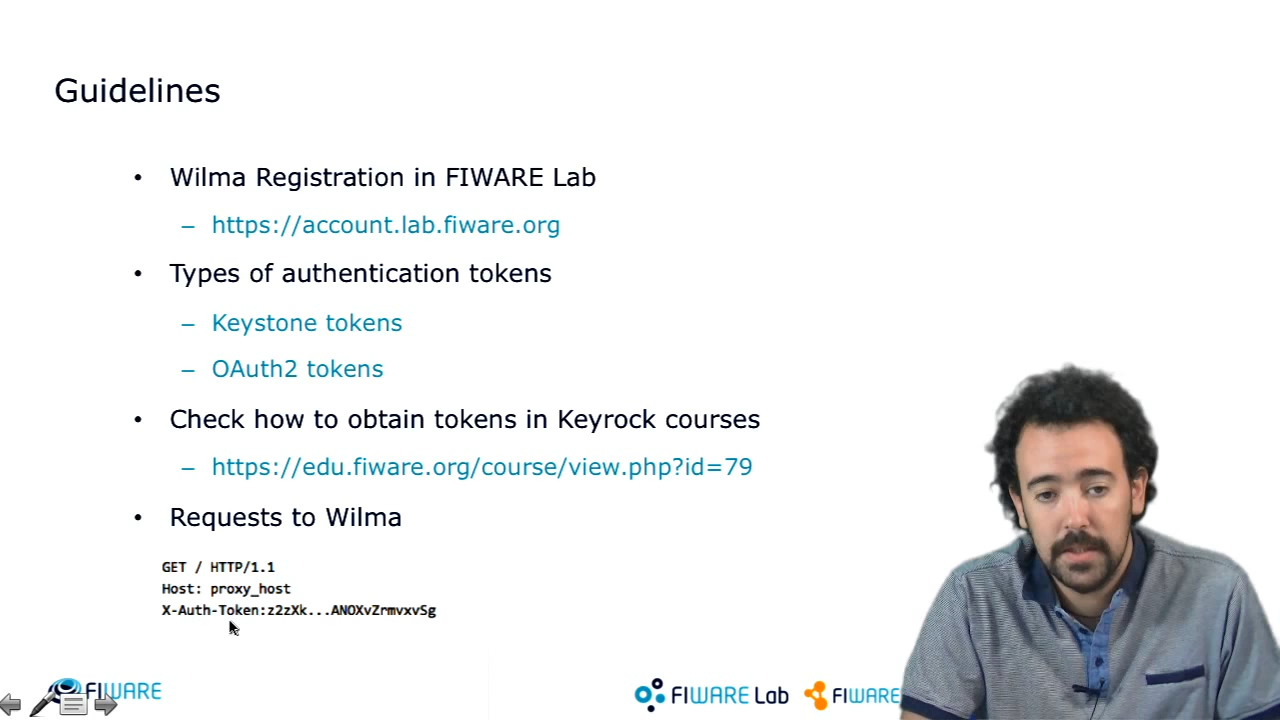 Guidelines
• Wilma Registration in FIWARE Lab
– https://account.lab.fiware.org
• Types of authentication tokens
– Keystone tokens
– OAuth2 tokens
• Check how to obtain tokens in Keyrock courses
– https://edu.fiware.org/course/view.php?id=79
• Requests to Wilma
GET / HTTP/1.1
Host: proxy_host
X-Auth-Token:z2zXk...ANOXvZrmvxvSg
FIWARE
FIWARE Lab
FIWARE